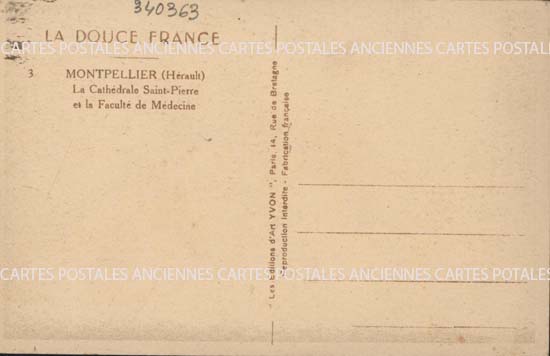 340363
LA DOUCE FRANCE
CARTES POSTALES ANCIENNES CARTES POSTALES ANCIENNES CARTES POSTALES
3 MONTPELLIER (Hérault)
La Cathédrale Saint-Pierre
et la Faculté de Médecine
" Les Editions d'Art YVON ", Paris, 14, Rue de Bretagne
Reproduction interdite - Fabrication française
CARTES POSTALES ANCIENNES CARTES POSTALES ANCIENNES CARTES POSTALES